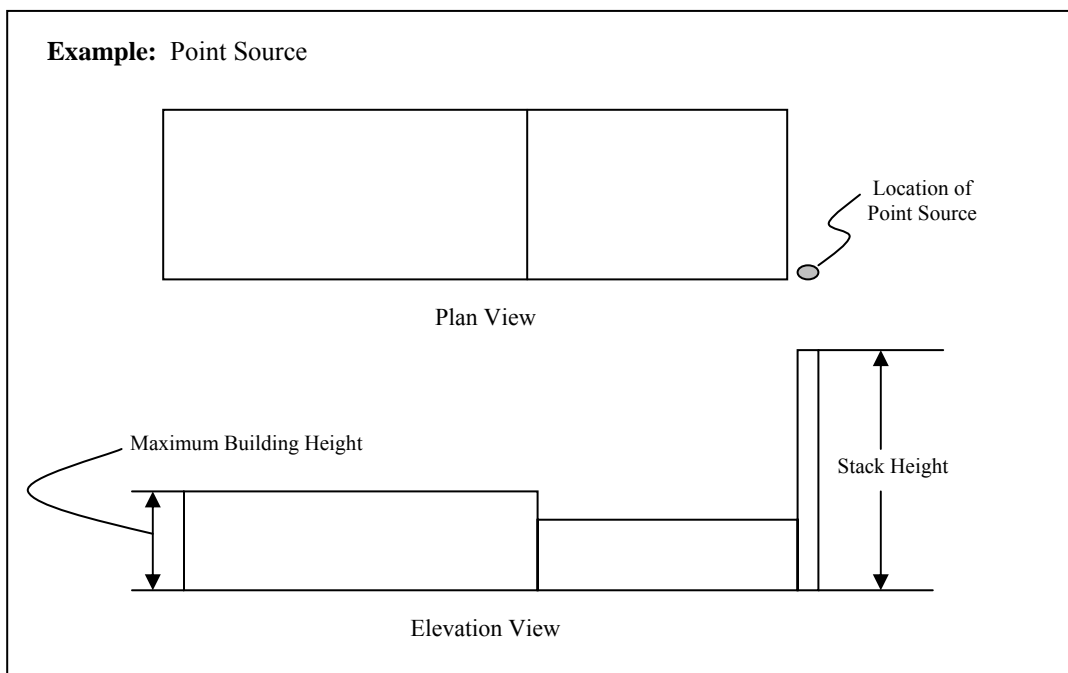 Example: Point Source
Location of
Point Source
Plan View
Maximum Building Height
Stack Height
Elevation View